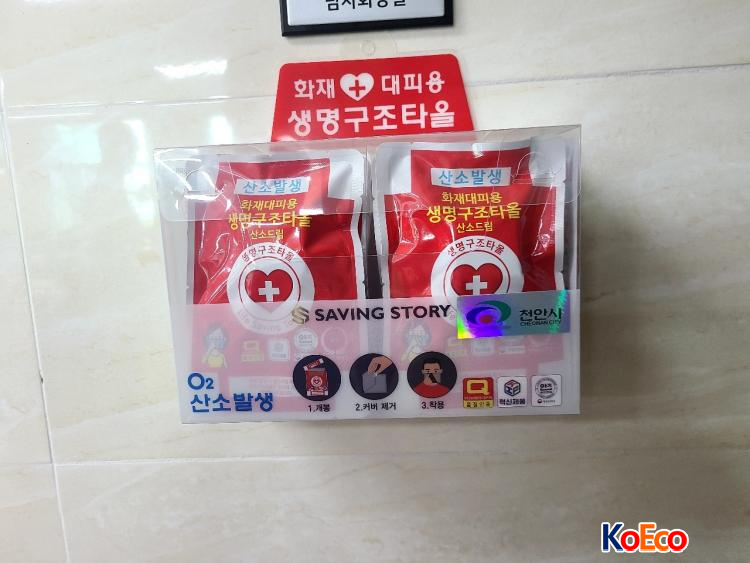 화재 대피용
생명구조타올
산소발생
화재대피용
생명구조타올
산소드림
생명구조타올
산소발생
화재대피용
생명구조타올
산소드림
생명구조타올
SAVING STORY
천안시
CHEONAN CITY
O2
산소발생
1.개봉
2.커버 제거
3.착용
Q
품질인증
혁신제품
KoEco